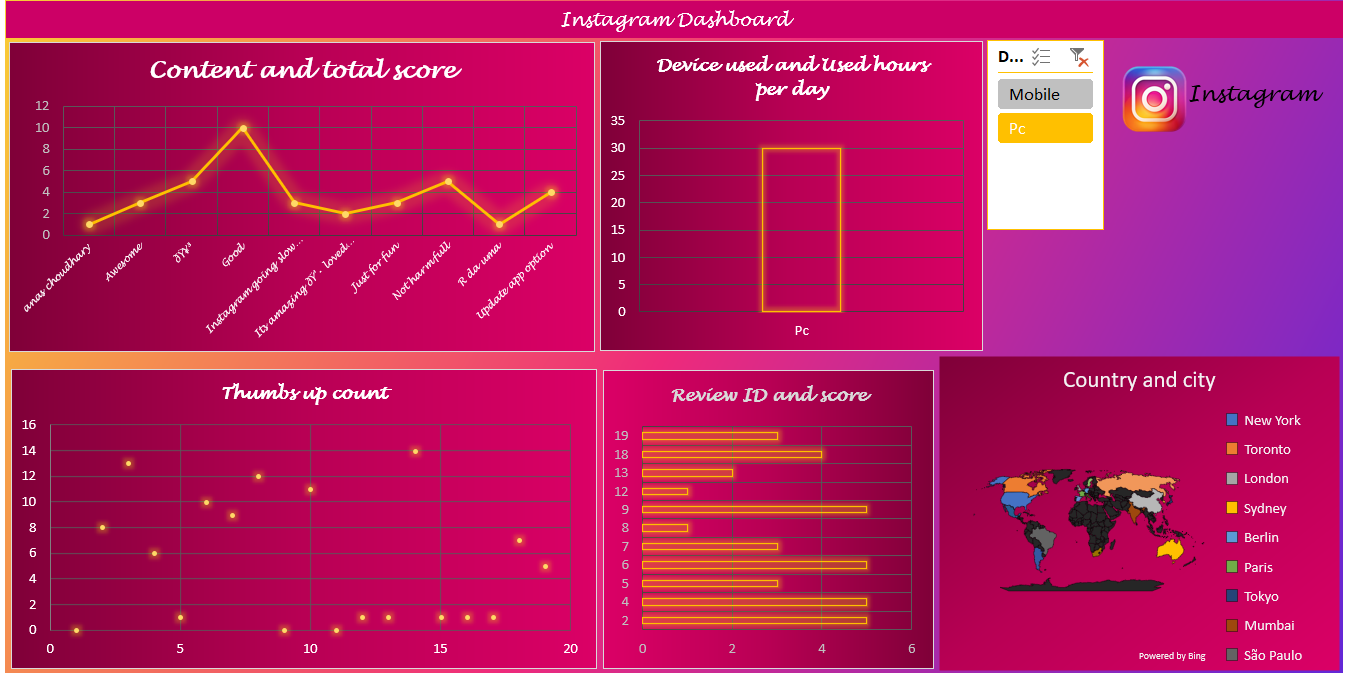 Instagram Dashboard
Content and total score
12
10
8
6
4
2
0
anas choudhary
Awesome
Good
Instagram going slow...
Its amazing ðŸ˜ loved...
Just for fun
Not harmfull
R da uma
Update app option
Device used and Used hours
per day
35
30
25
20
15
10
5
0
Pc
D...
Mobile
Pc
Instagram
Thumbs up count
16
14
12
10
8
6
4
2
0
0 5 10 15 20
Review ID and score
19
18
13
12
9
8
7
6
5
4
2
0 2 4 6
Country and city
New York
Toronto
London
Sydney
Berlin
Paris
Tokyo
Mumbai
São Paulo
Powered by Bing